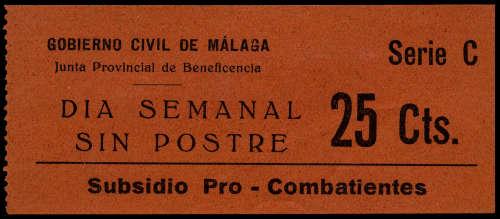 GOBIERNO CIVIL DE MÁLAGA
Junta Provincial de Beneficencia
Serie C
DIA SEMANAL
SIN POSTRE
25 Cts.
Subsidio Pro - Combatientes